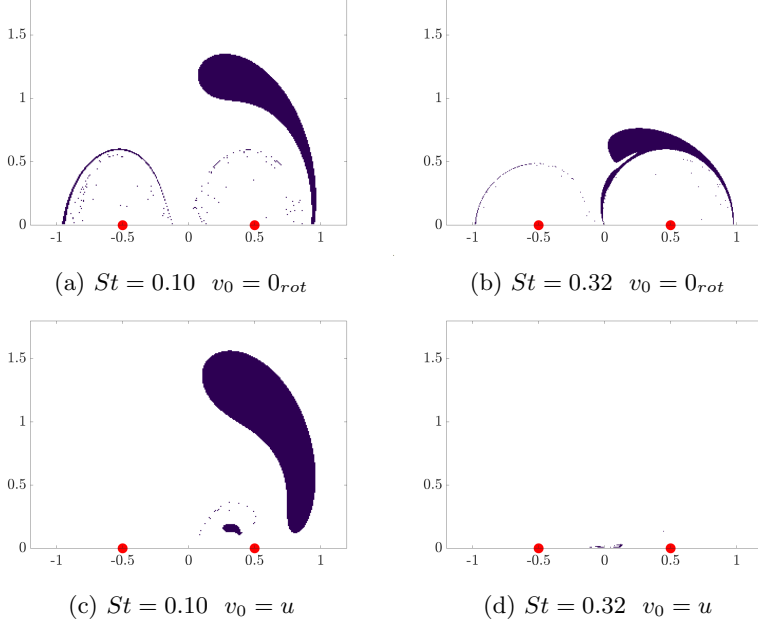 1.5
1
0.5
0
-1 -0.5 0 0.5 1
1.5
1
0.5
0
-1 -0.5 0 0.5 1
(a) St = 0.10 v₀ = 0ᵣₒₜ
(b) St = 0.32 v₀ = 0ᵣₒₜ
1.5
1
0.5
0
-1 -0.5 0 0.5 1
1.5
1
0.5
0
-1 -0.5 0 0.5 1
(c) St = 0.10 v₀ = u
(d) St = 0.32 v₀ = u